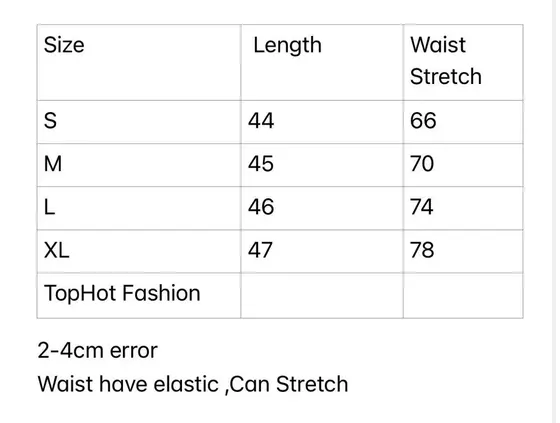 Size Length Waist
Stretch
S 44 66
M 45 70
L 46 74
XL 47 78
TopHot Fashion
2-4cm error
Waist have elastic ,Can Stretch